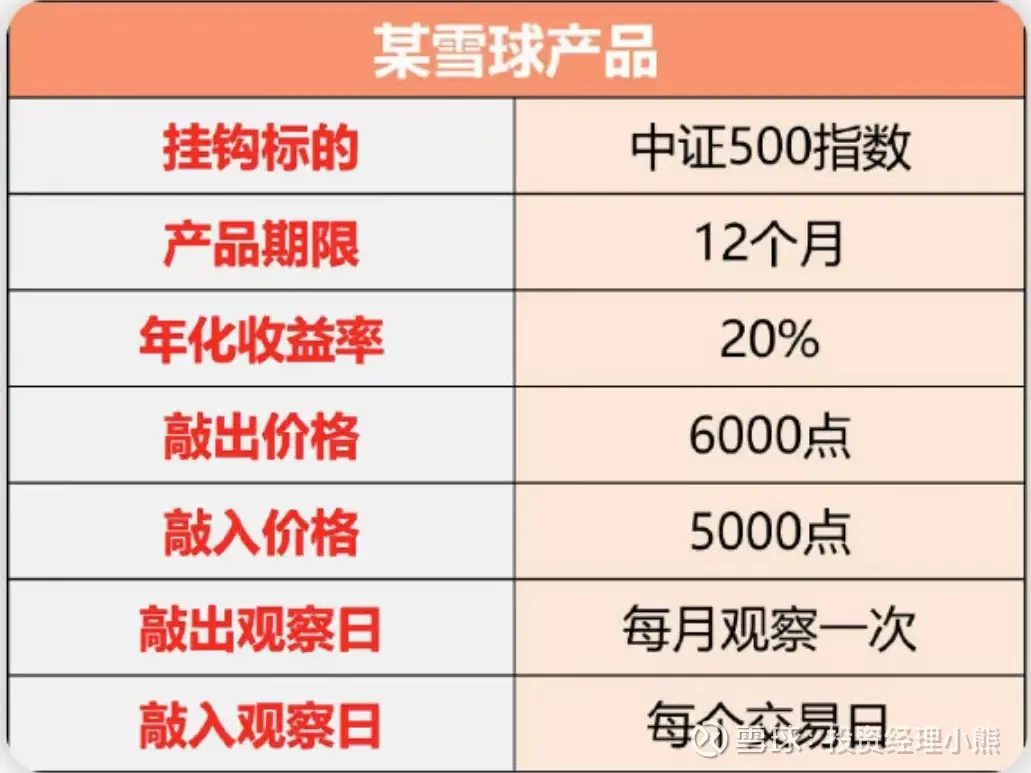 某雪球产品
挂钩标的 中证500指数
产品期限 12个月
年化收益率 20%
敲出价格 6000点
敲入价格 5000点
敲出观察日 每月观察一次
敲入观察日 每个交易日
雪球：投资经理小熊